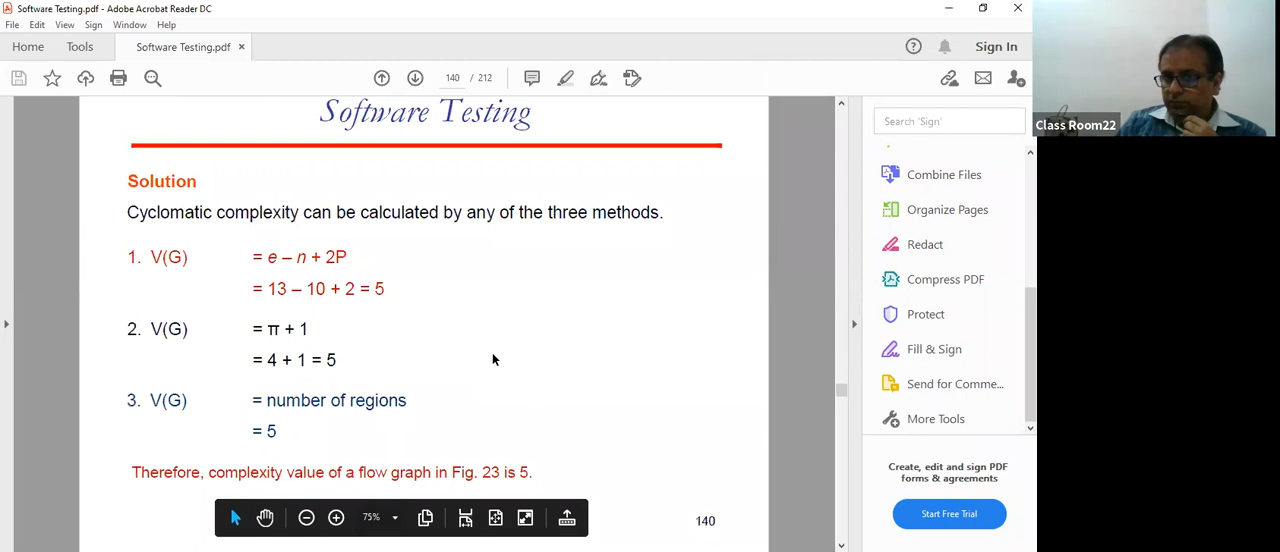 Software Testing.pdf - Adobe Acrobat Reader DC
File Edit View Sign Window Help
Home Tools Software Testing.pdf × Sign In
140 / 212
Software Testing
Solution
Cyclomatic complexity can be calculated by any of the three methods.
1. V(G) = e – n + 2P
= 13 – 10 + 2 = 5
2. V(G) = π + 1
= 4 + 1 = 5
3. V(G) = number of regions
= 5
Therefore, complexity value of a flow graph in Fig. 23 is 5.
75%
140
Search 'Sign'
Combine Files
Organize Pages
Redact
Compress PDF
Protect
Fill & Sign
Send for Comme...
More Tools
Create, edit and sign PDF
forms & agreements
Start Free Trial
Class Room22